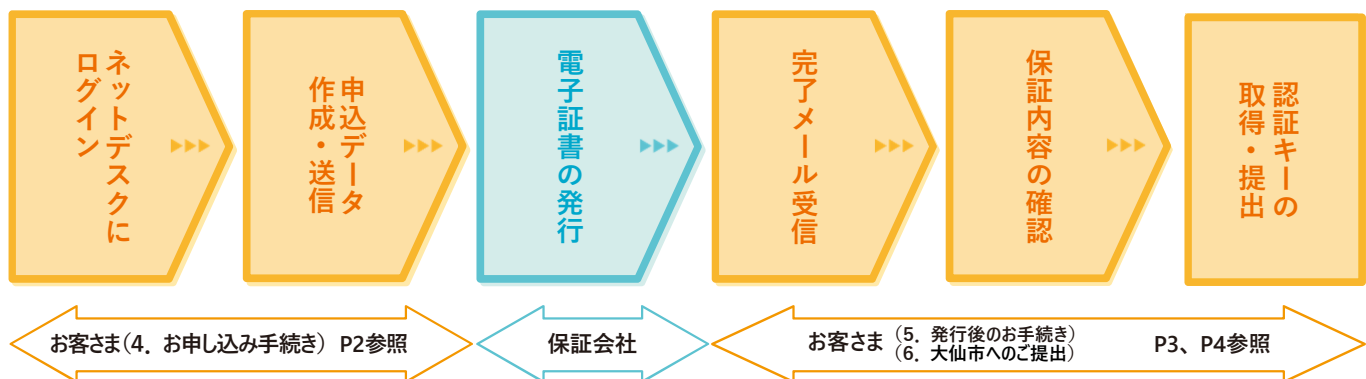 ネットデスクに
ログイン
申込データ
作成・送信
電子証書の発行
完了メール受信
保証内容の確認
認証キーの
取得・提出
お客さま(4．お申し込み手続き) P2参照
保証会社
お客さま (5．発行後のお手続き)
(6．大仙市へのご提出)
P3、P4参照